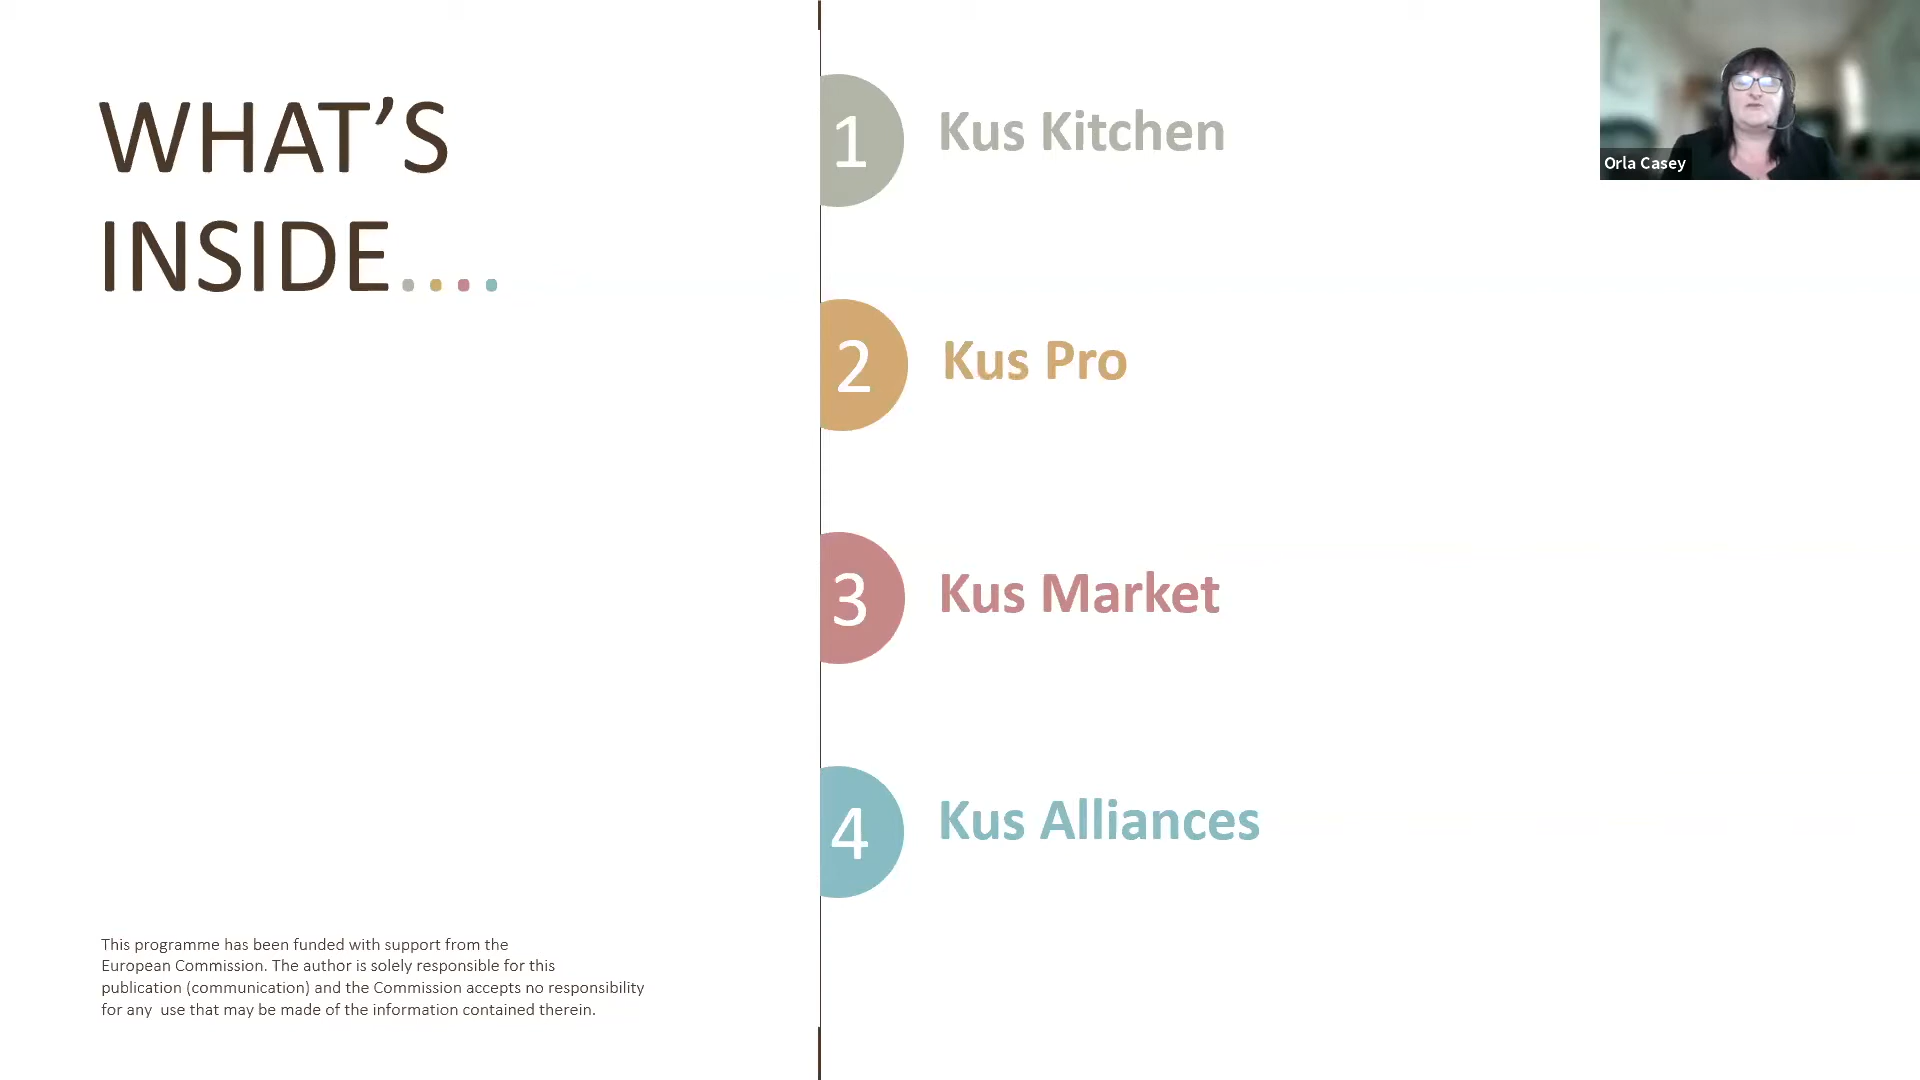 WHAT’S
INSIDE....
1 Kus Kitchen
2 Kus Pro
3 Kus Market
4 Kus Alliances
This programme has been funded with support from the
European Commission. The author is solely responsible for this
publication (communication) and the Commission accepts no responsibility
for any  use that may be made of the information contained therein.
Orla Casey